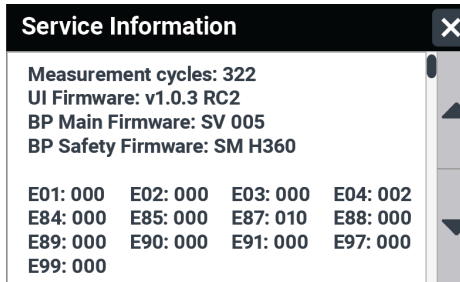 Service Information
Measurement cycles: 322
UI Firmware: v1.0.3 RC2
BP Main Firmware: SV 005
BP Safety Firmware: SM H360
E01: 000 E02: 000 E03: 000 E04: 002
E84: 000 E85: 000 E87: 010 E88: 000
E89: 000 E90: 000 E91: 000 E97: 000
E99: 000